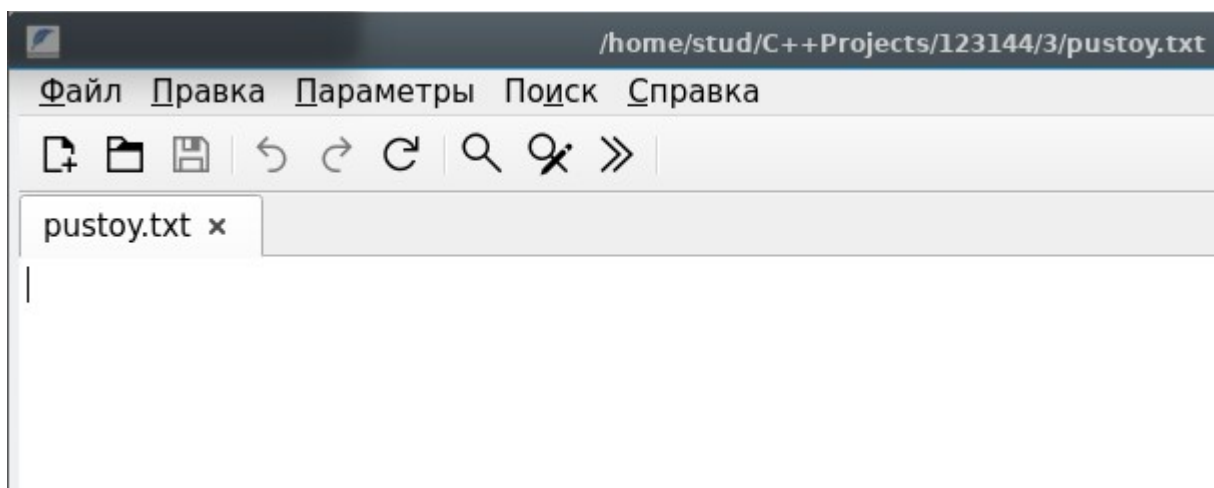 /home/stud/C++Projects/123144/3/pustoy.txt
Файл Правка Параметры Поиск Справка
pustoy.txt ×